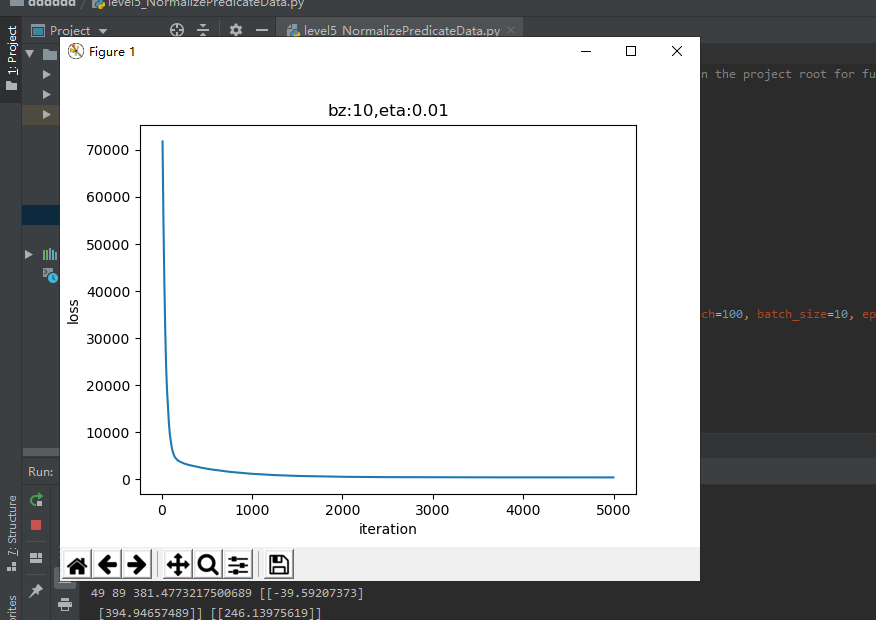 dddddd level5_NormalizePredicateData.py
1: Project
Project
level5_NormalizePredicateData.py
Figure 1
n the project root for fu
bz:10,eta:0.01
70000
60000
50000
40000
30000
20000
10000
0
loss
0 1000 2000 3000 4000 5000
iteration
ch=100, batch_size=10, ep
Run:
7: Structure
rites
49 89 381.4773217500689 [[-39.59207373]
[394.94657489]] [[246.13975619]]